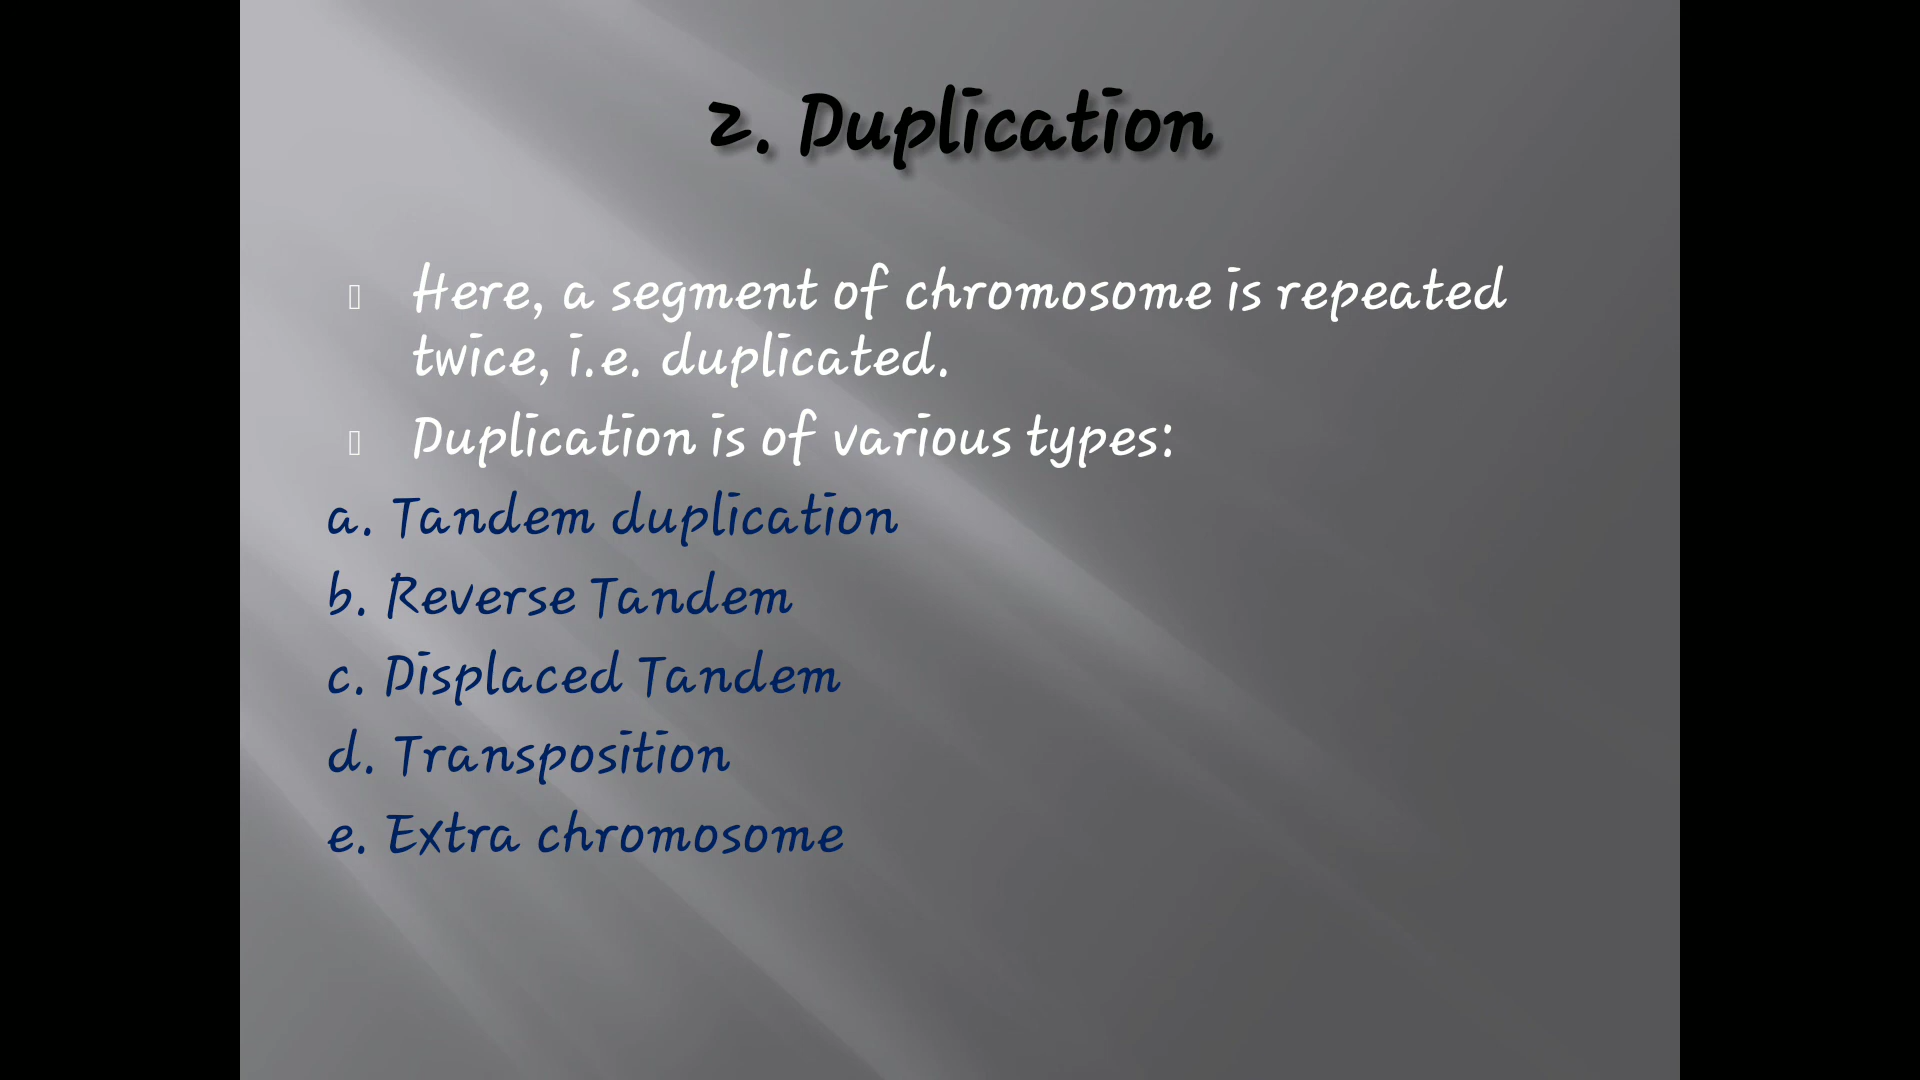 2. Duplication
Here, a segment of chromosome is repeated
twice, i.e. duplicated.
Duplication is of various types:
a. Tandem duplication
b. Reverse Tandem
c. Displaced Tandem
d. Transposition
e. Extra chromosome